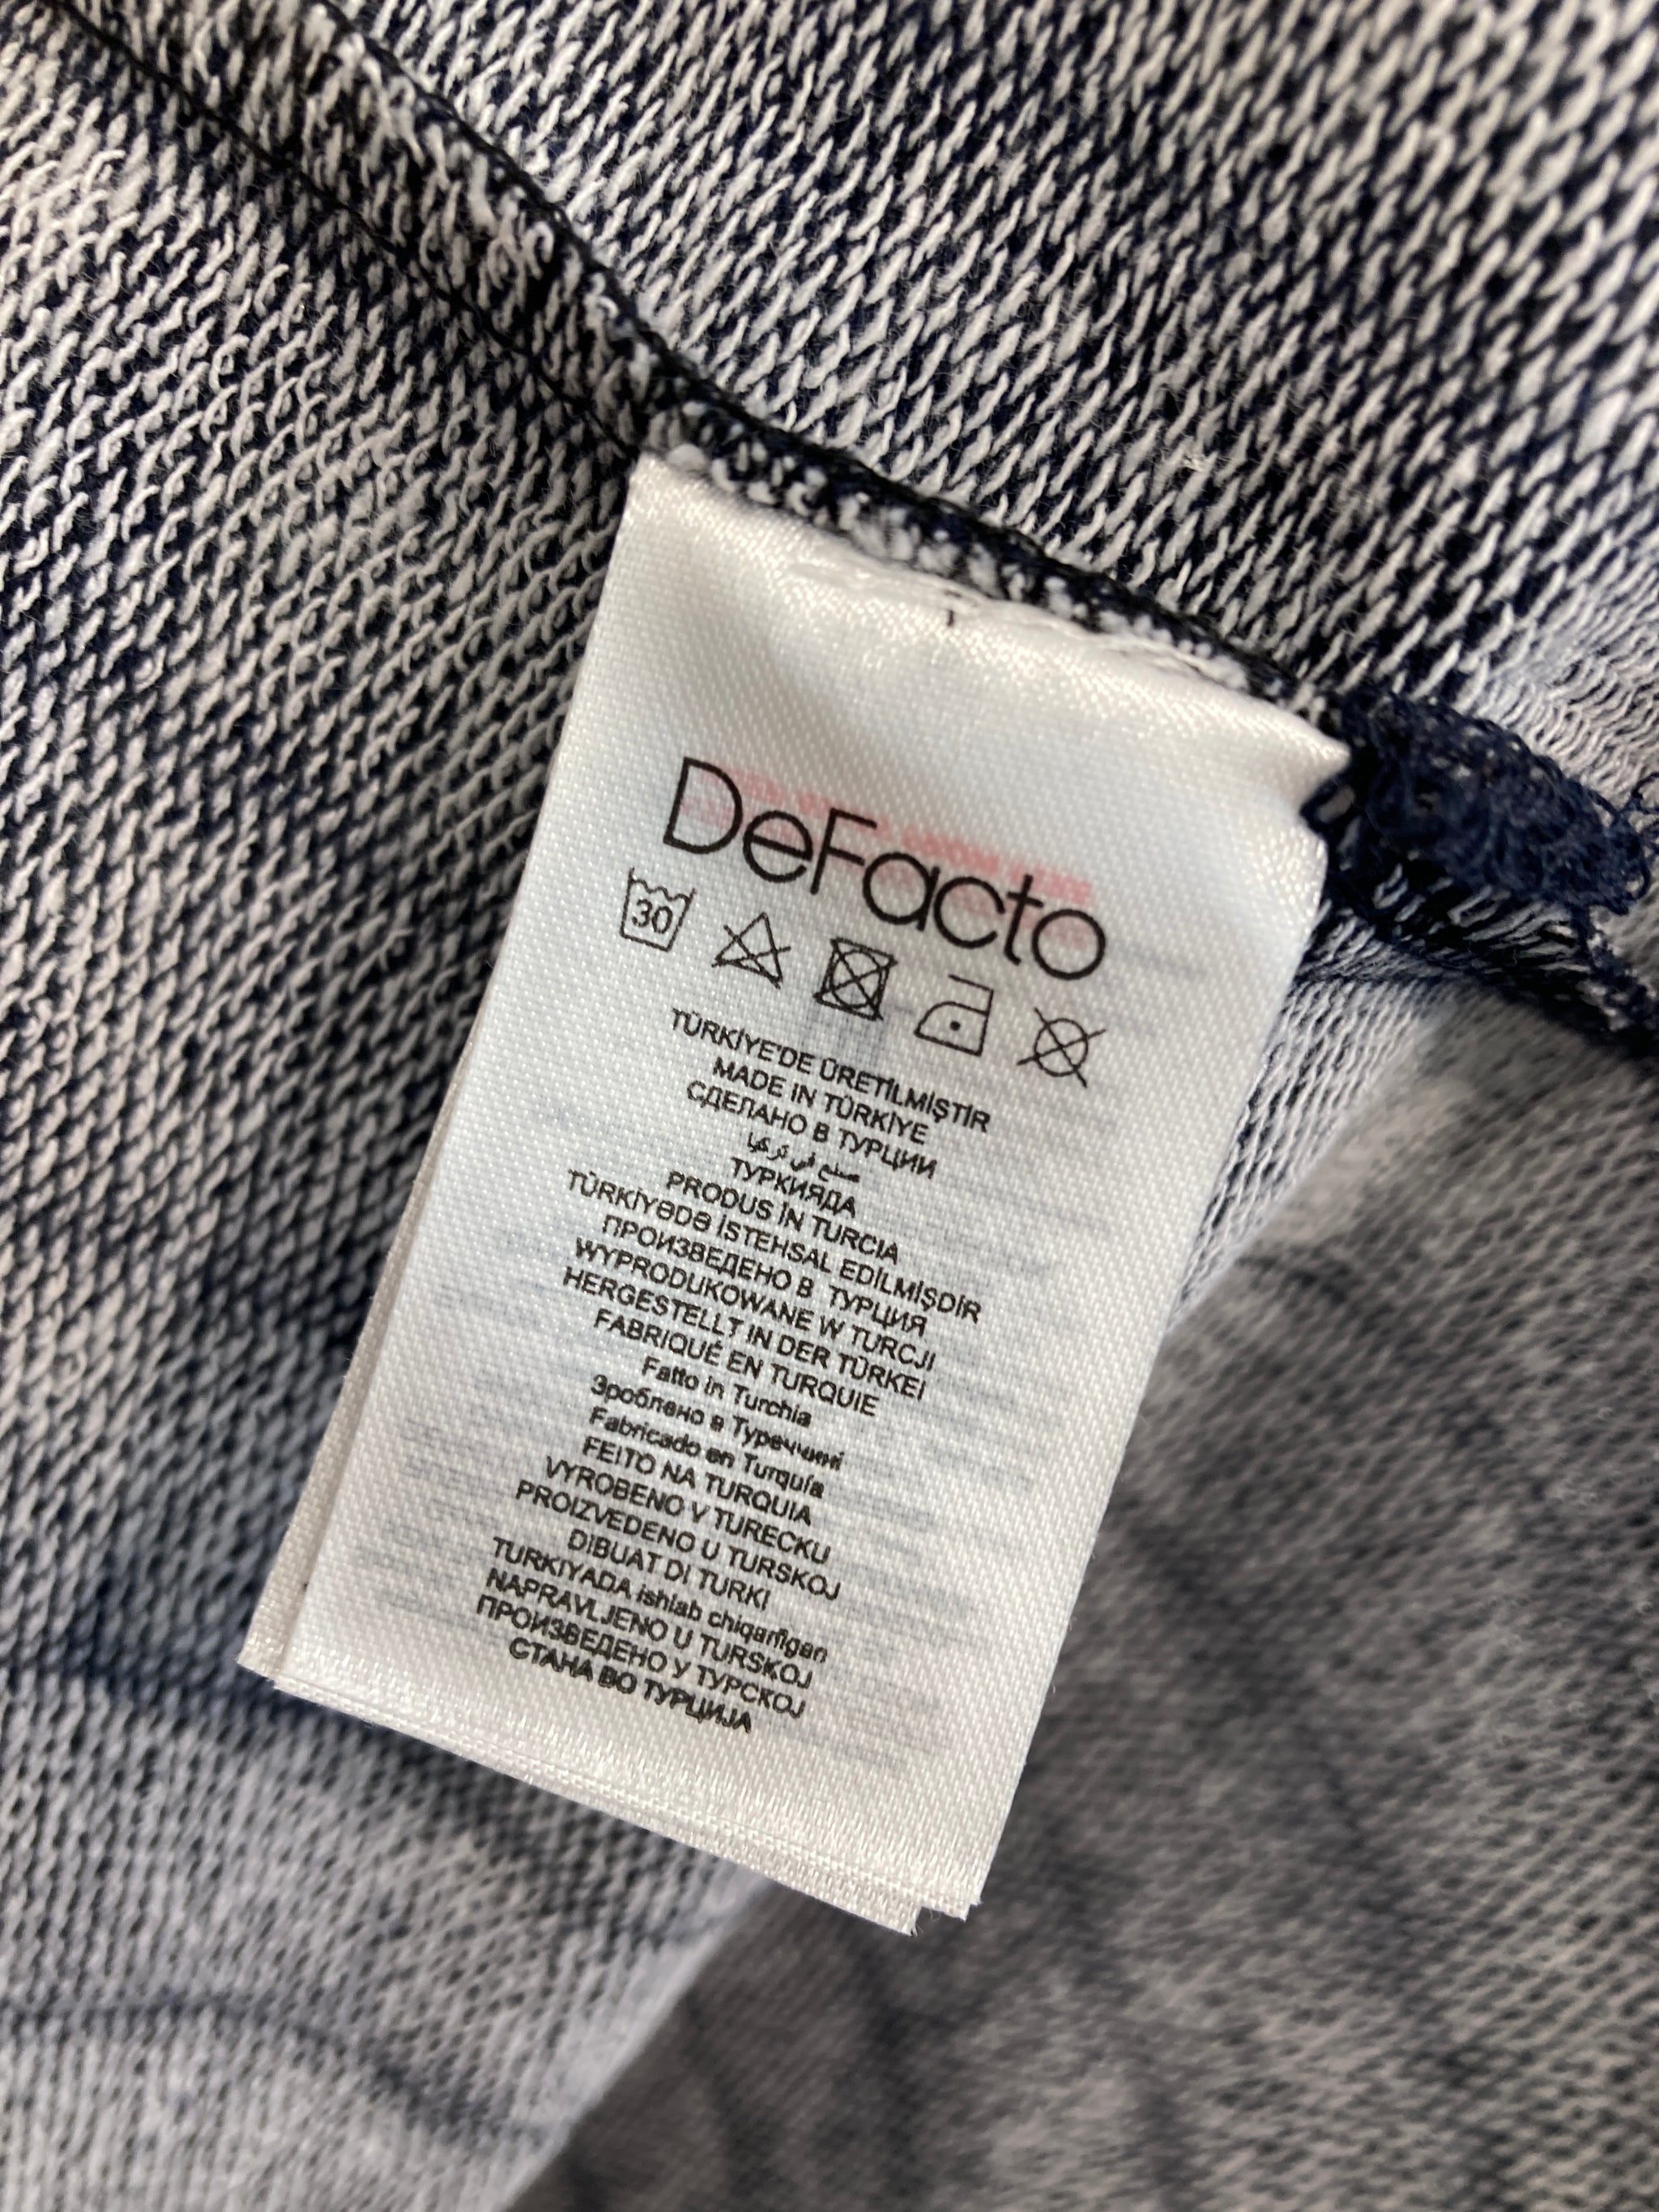 DeFacto
30
TÜRKİYE'DE ÜRETİLMİŞTİR
MADE IN TÜRKİYE
СДЕЛАНО В ТУРЦИИ
صنع في تركيا
ТУРКИЯДА
PRODUS ÎN TURCIA
TÜRKİYƏDƏ İSTEHSAL EDİLMİŞDİR
ПРОИЗВЕДЕНО В ТУРЦИЯ
WYPRODUKOWANE W TURCJI
HERGESTELLT IN DER TÜRKEI
FABRIQUÉ EN TURQUIE
Fatto in Turchia
Зроблено в Туреччині
Fabricado en Turquía
FEITO NA TURQUIA
VYROBENO V TURECKU
PROIZVEDENO U TURSKOJ
DIBUAT DI TURKI
TURKIYADA ishlab chiqarilgan
NAPRAVLJENO U TURSKOJ
ПРОИЗВЕДЕНО У ТУРСКОЈ
СТАНА ВО ТУРЦИЈА